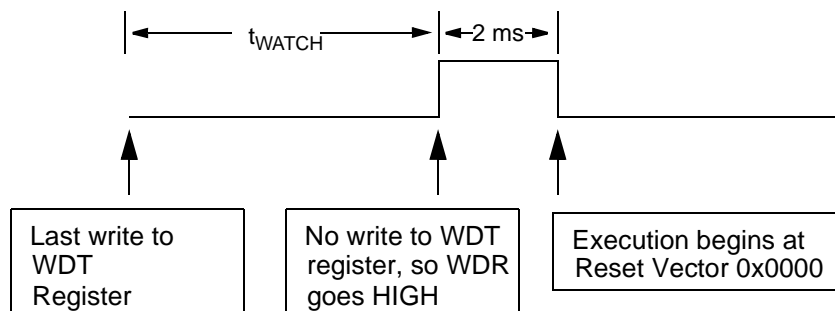 tWATCH
2 ms
Last write to
WDT
Register
No write to WDT
register, so WDR
goes HIGH
Execution begins at
Reset Vector 0x0000